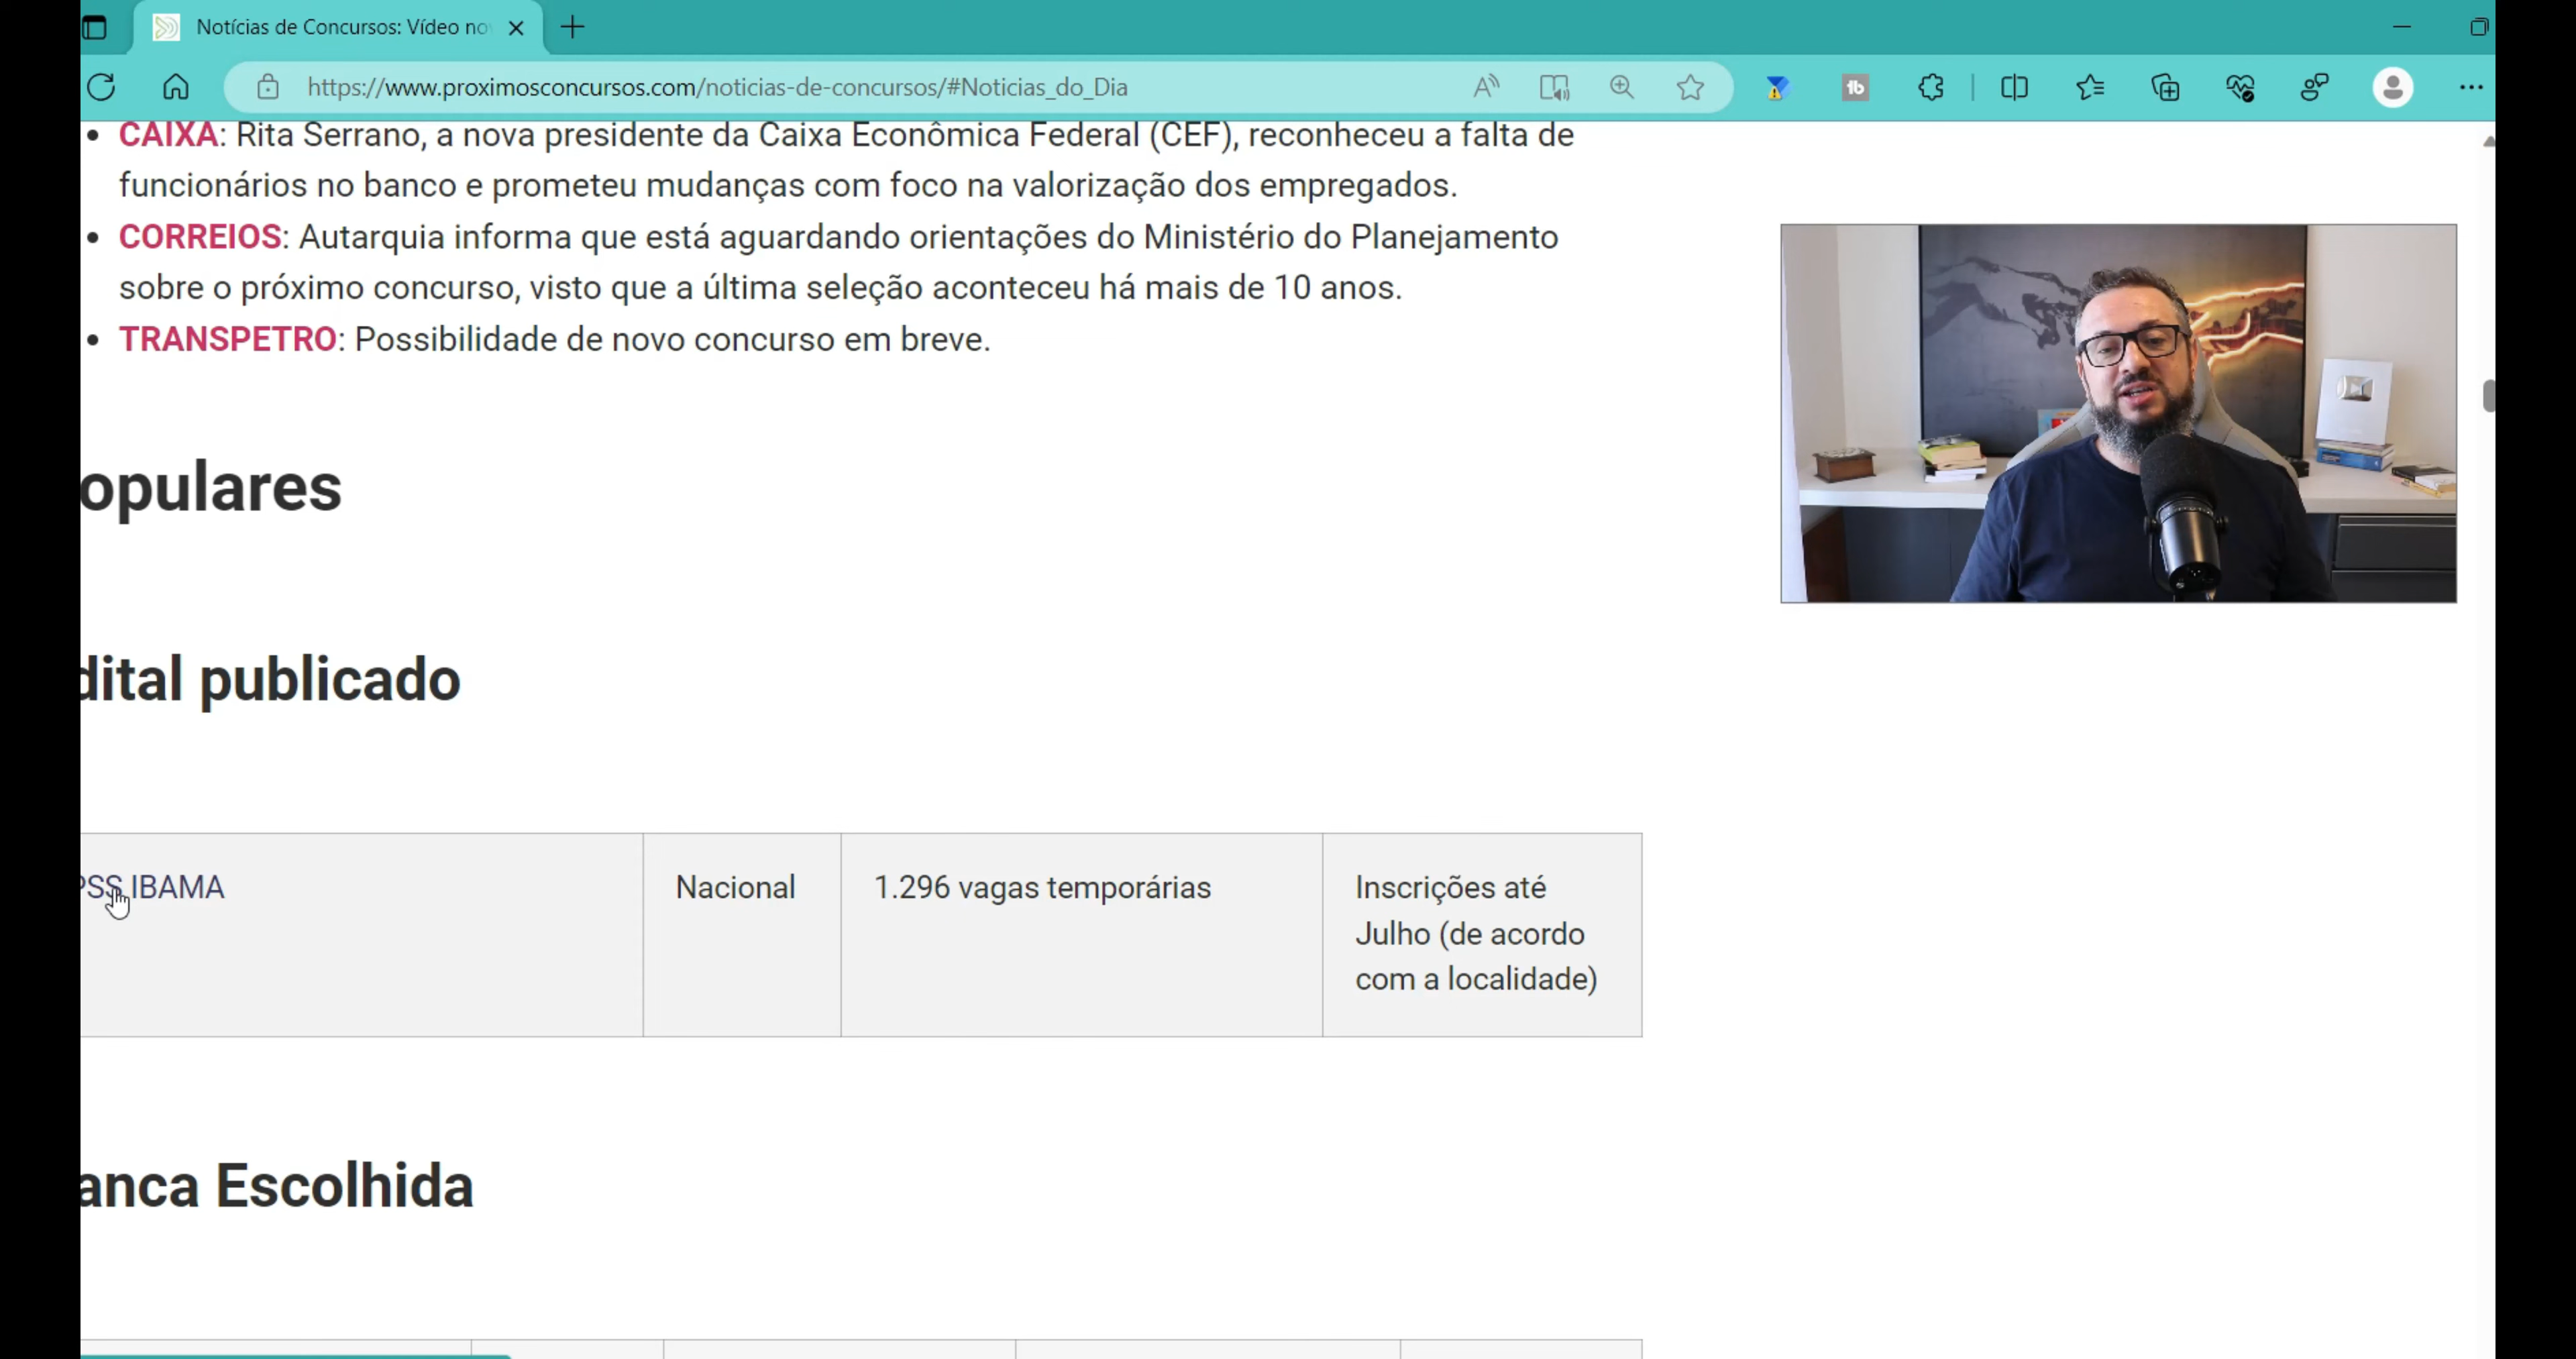 Notícias de Concursos: Vídeo no
https://www.proximosconcursos.com/noticias-de-concursos/#Noticias_do_Dia
CAIXA: Rita Serrano, a nova presidente da Caixa Econômica Federal (CEF), reconheceu a falta de
funcionários no banco e prometeu mudanças com foco na valorização dos empregados.
CORREIOS: Autarquia informa que está aguardando orientações do Ministério do Planejamento
sobre o próximo concurso, visto que a última seleção aconteceu há mais de 10 anos.
TRANSPETRO: Possibilidade de novo concurso em breve.
opulares
dital publicado
PSS IBAMA
Nacional
1.296 vagas temporárias
Inscrições até
Julho (de acordo
com a localidade)
anca Escolhida